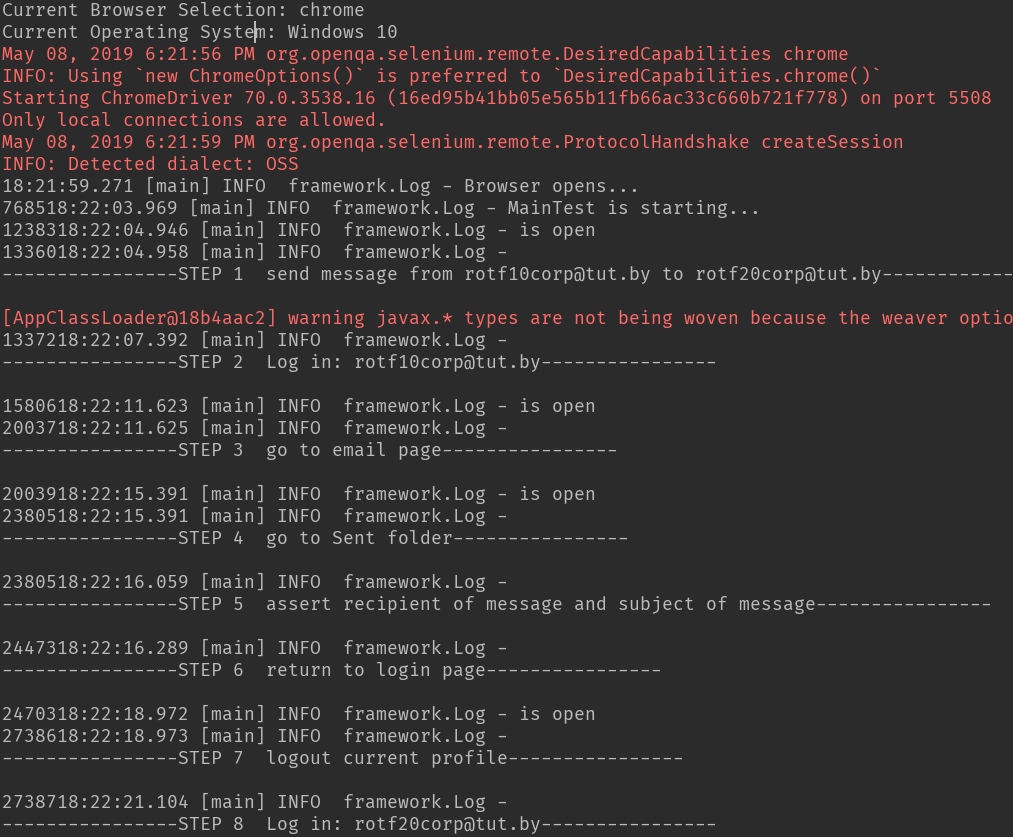 Current Browser Selection: chrome
Current Operating System: Windows 10
May 08, 2019 6:21:56 PM org.openqa.selenium.remote.DesiredCapabilities chrome
INFO: Using `new ChromeOptions()` is preferred to `DesiredCapabilities.chrome()`
Starting ChromeDriver 70.0.3538.16 (16ed95b41bb05e565b11fb66ac33c660b721f778) on port 5508
Only local connections are allowed.
May 08, 2019 6:21:59 PM org.openqa.selenium.remote.ProtocolHandshake createSession
INFO: Detected dialect: OSS
18:21:59.271 [main] INFO  framework.Log - Browser opens...
768518:22:03.969 [main] INFO  framework.Log - MainTest is starting...
1238318:22:04.946 [main] INFO  framework.Log - is open
1336018:22:04.958 [main] INFO  framework.Log -
----------------STEP 1  send message from rotf10corp@tut.by to rotf20corp@tut.by------------
[AppClassLoader@18b4aac2] warning javax.* types are not being woven because the weaver optio
1337218:22:07.392 [main] INFO  framework.Log -
----------------STEP 2  Log in: rotf10corp@tut.by----------------
1580618:22:11.623 [main] INFO  framework.Log - is open
2003718:22:11.625 [main] INFO  framework.Log -
----------------STEP 3  go to email page----------------
2003918:22:15.391 [main] INFO  framework.Log - is open
2380518:22:15.391 [main] INFO  framework.Log -
----------------STEP 4  go to Sent folder----------------
2380518:22:16.059 [main] INFO  framework.Log -
----------------STEP 5  assert recipient of message and subject of message----------------
2447318:22:16.289 [main] INFO  framework.Log -
----------------STEP 6  return to login page----------------
2470318:22:18.972 [main] INFO  framework.Log - is open
2738618:22:18.973 [main] INFO  framework.Log -
----------------STEP 7  logout current profile----------------
2738718:22:21.104 [main] INFO  framework.Log -
----------------STEP 8  Log in: rotf20corp@tut.by----------------